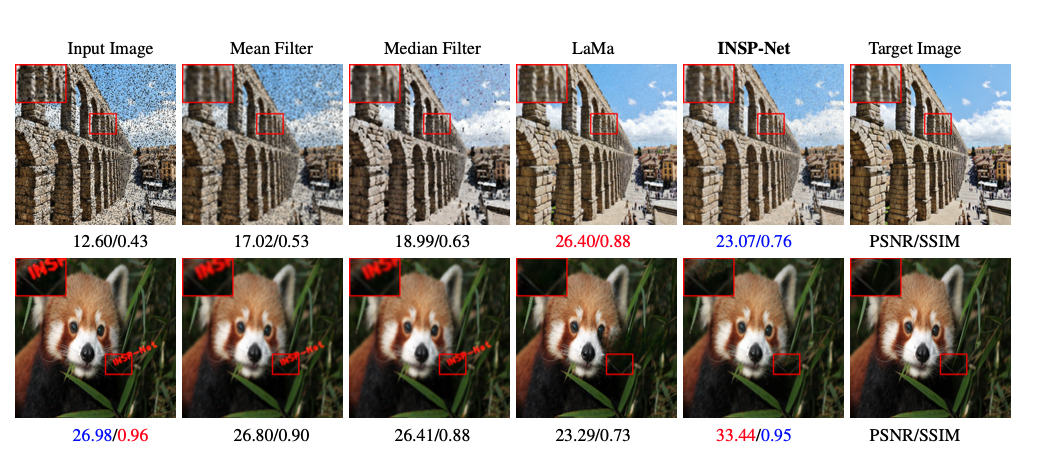 Input Image Mean Filter Median Filter LaMa INSP-Net Target Image
12.60/0.43 17.02/0.53 18.99/0.63 26.40/0.88 23.07/0.76 PSNR/SSIM
INSP INSP INSP
INSP-Net INSP-Net INSP-Net
26.98/0.96 26.80/0.90 26.41/0.88 23.29/0.73 33.44/0.95 PSNR/SSIM